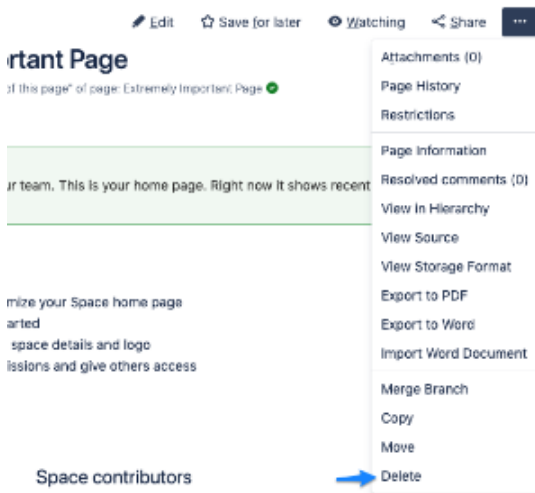 Edit Save for later Watching Share ...
rtant Page
of this page" of page: Extremely Important Page
ur team. This is your home page. Right now it shows recent
mize your Space home page
arted
space details and logo
issions and give others access
Space contributors
Attachments (0)
Page History
Restrictions
Page Information
Resolved comments (0)
View in Hierarchy
View Source
View Storage Format
Export to PDF
Export to Word
Import Word Document
Merge Branch
Copy
Move
Delete